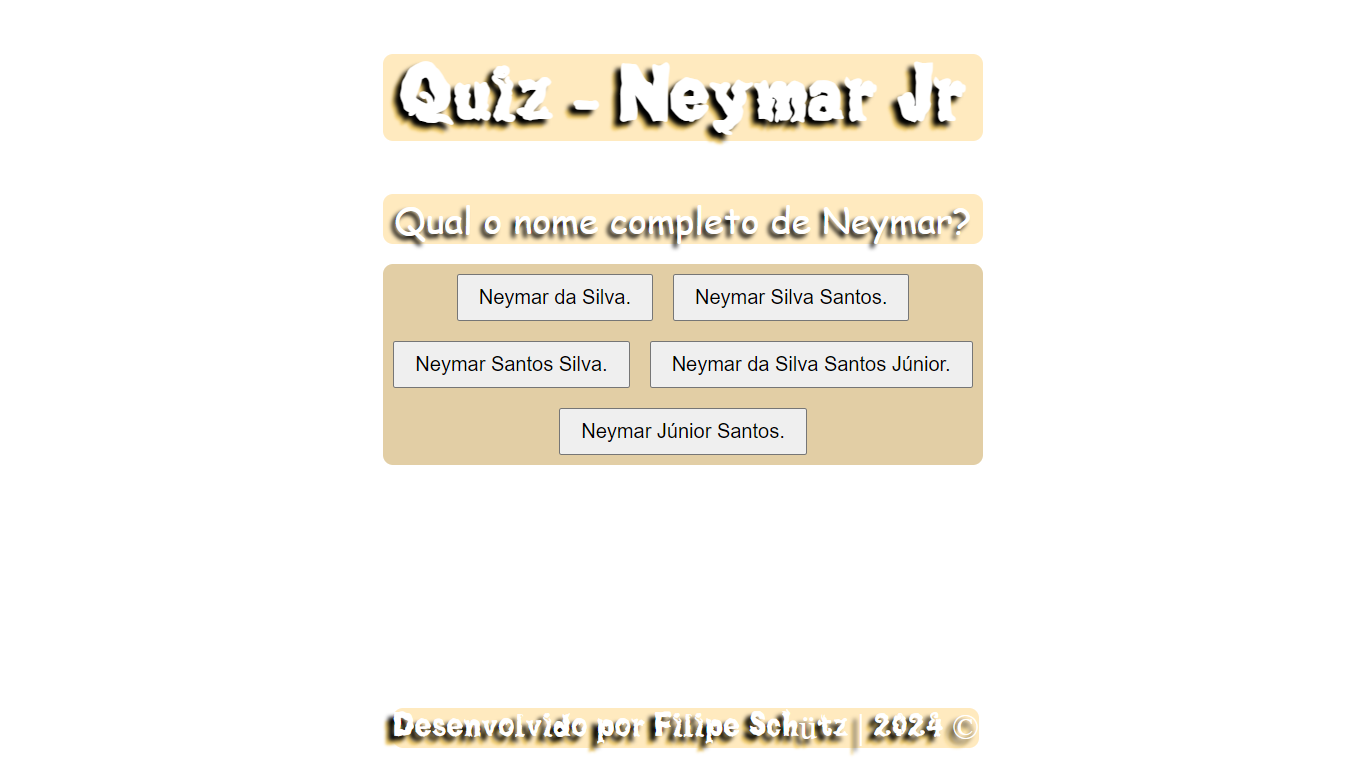 Quiz - Neymar Jr
Qual o nome completo de Neymar?
Neymar da Silva. Neymar Silva Santos.
Neymar Santos Silva. Neymar da Silva Santos Júnior.
Neymar Júnior Santos.
Desenvolvido por Filipe Schütz | 2024 ©